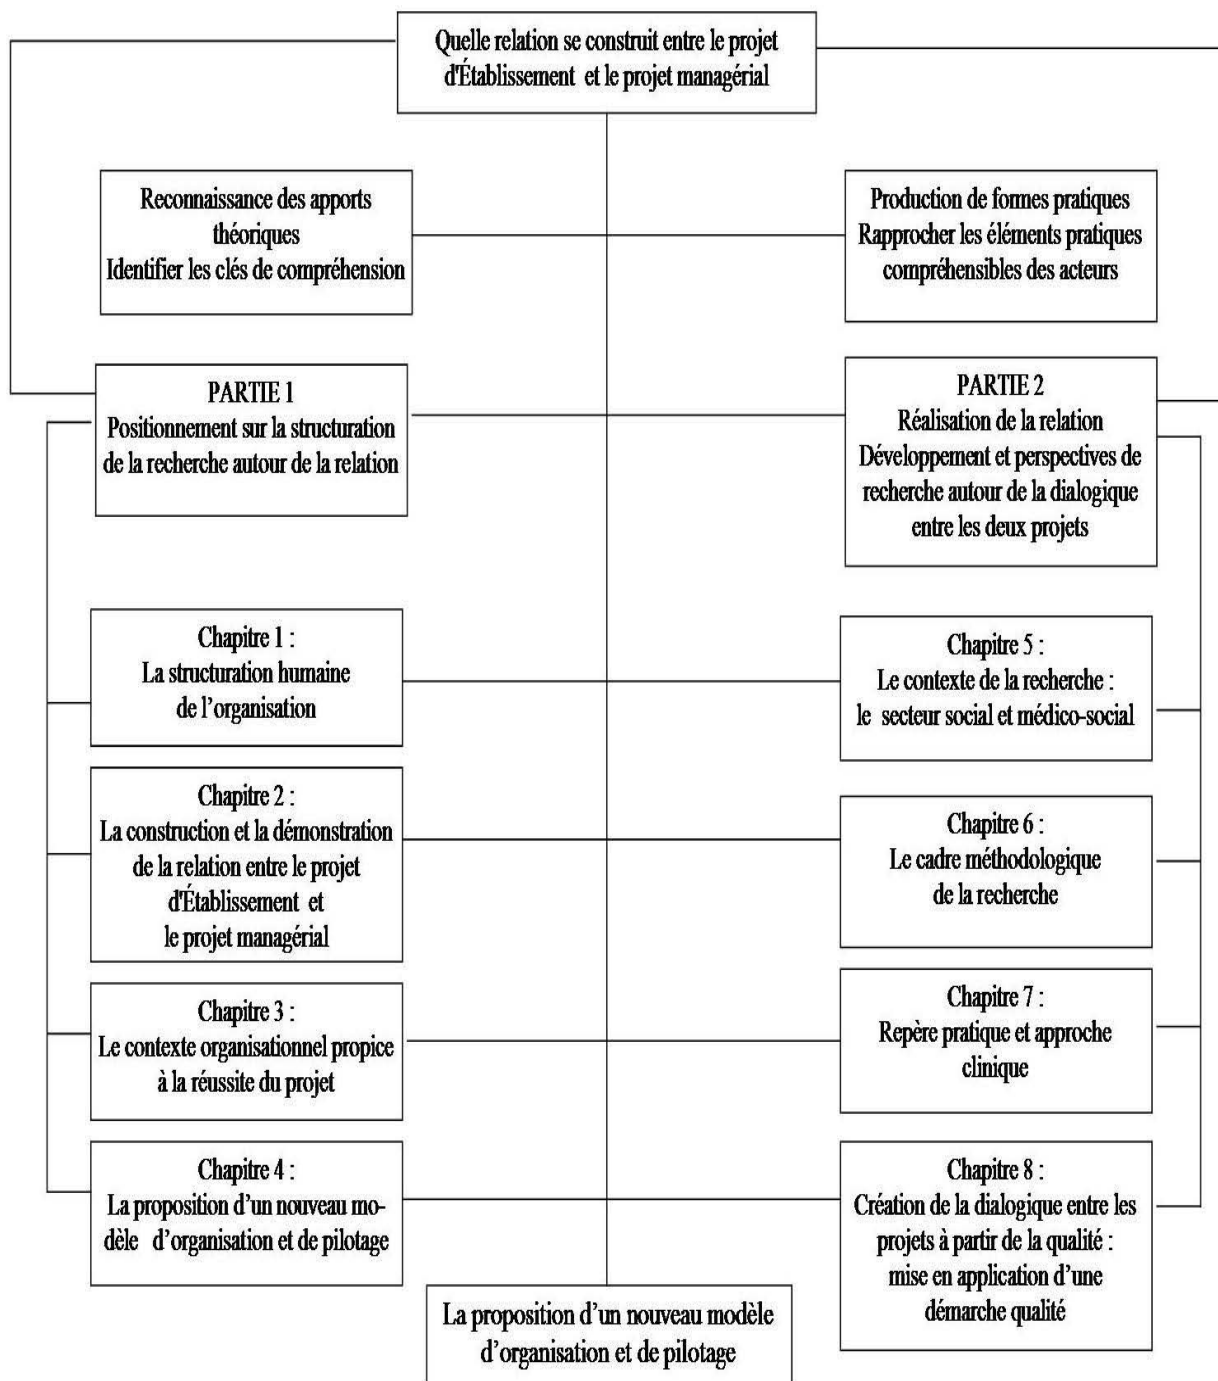 Quelle relation se construit entre le projet
d'Établissement et le projet managérial
Reconnaissance des apports
théoriques
Identifier les clés de compréhension
Production de formes pratiques
Rapprocher les éléments pratiques
compréhensibles des acteurs
PARTIE 1
Positionnement sur la structuration
de la recherche autour de la relation
PARTIE 2
Réalisation de la relation
Développement et perspectives de
recherche autour de la dialogique
entre les deux projets
Chapitre 1 :
La structuration humaine
de l’organisation
Chapitre 5 :
Le contexte de la recherche :
le secteur social et médico-social
Chapitre 2 :
La construction et la démonstration
de la relation entre le projet
d'Établissement et
le projet managérial
Chapitre 6 :
Le cadre méthodologique
de la recherche
Chapitre 3 :
Le contexte organisationnel propice
à la réussite du projet
Chapitre 7 :
Repère pratique et approche
clinique
Chapitre 4 :
La proposition d’un nouveau mo-
dèle d’organisation et de pilotage
Chapitre 8 :
Création de la dialogique entre les
projets à partir de la qualité :
mise en application d’une
démarche qualité
La proposition d’un nouveau modèle
d’organisation et de pilotage